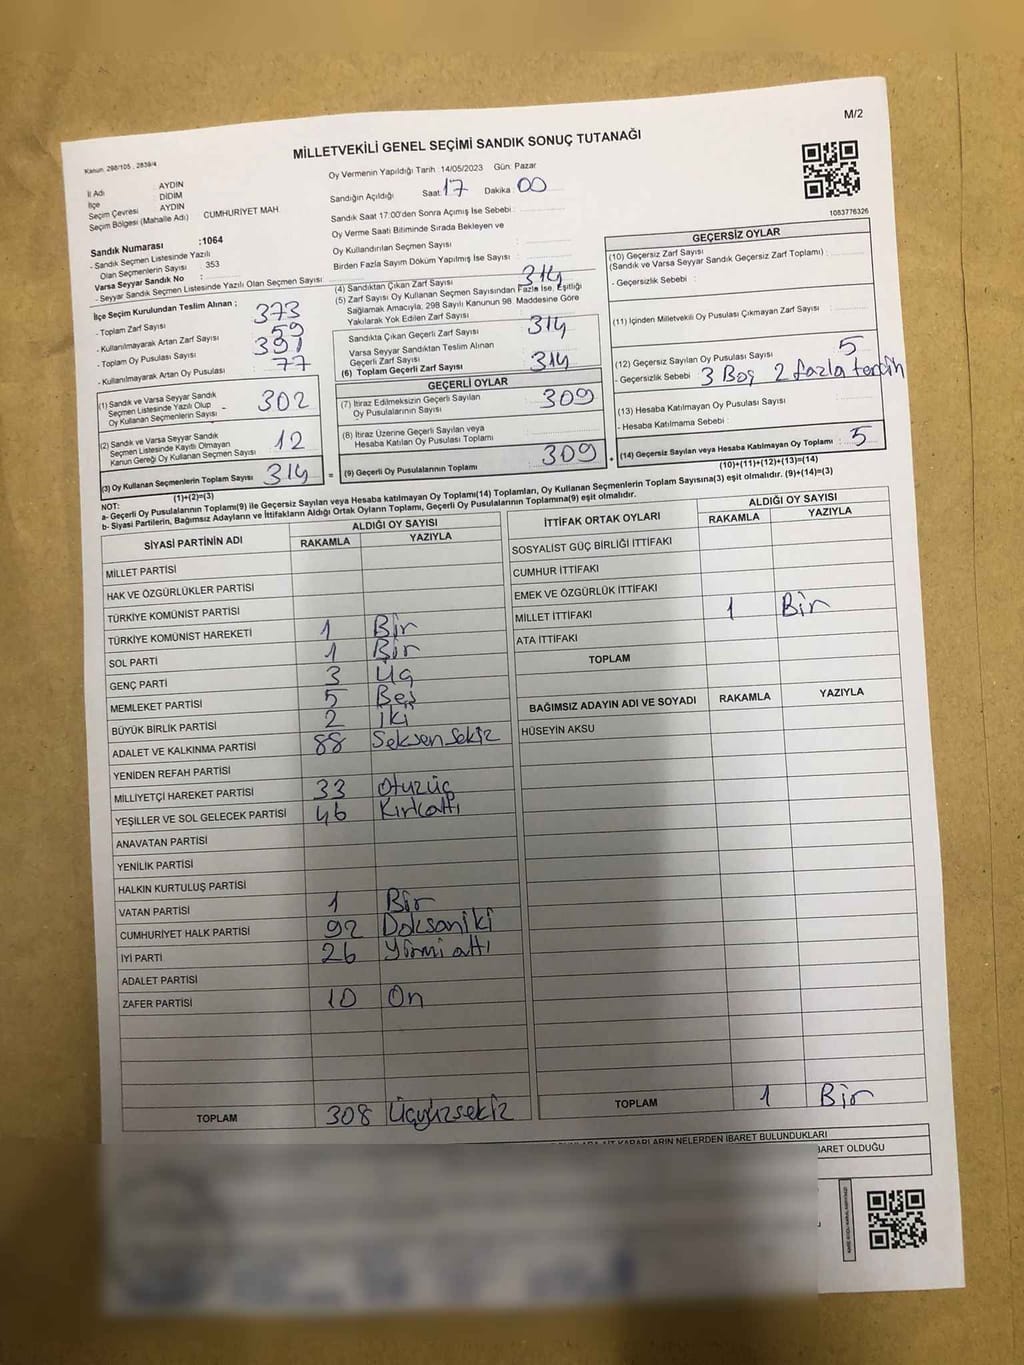 M/2
Kanun. 298/105 , 2839/4
MİLLETVEKİLİ GENEL SEÇİMİ SANDIK SONUÇ TUTANAĞI
İl Adı : AYDIN
İlçe : DİDİM
Seçim Çevresi : AYDIN
Seçim Bölgesi (Mahalle Adı) CUMHURİYET MAH
Sandık Numarası :1064
- Sandık Seçmen Listesinde Yazılı
Olan Seçmenlerin Sayısı : 353
Varsa Seyyar Sandık No :
- Seyyar Sandık Seçmen Listesinde Yazılı Olan Seçmen Sayısı :
Oy Vermenin Yapıldığı Tarih :14/05/2023 Gün: Pazar
Sandığın Açıldığı Saat: 17 Dakika : 00
Sandık Saat 17:00'den Sonra Açımış İse Sebebi :
Oy Verme Saati Bitiminde Sırada Bekleyen ve
Oy Kullandırılan Seçmen Sayısı :
Birden Fazla Sayım Döküm Yapılmış İse Sayısı :
1083776326
İlçe Seçim Kurulundan Teslim Alınan ;
- Toplam Zarf Sayısı : 373
- Kullanılmayarak Artan Zarf Sayısı : 59
- Toplam Oy Pusulası Sayısı : 391
- Kullanılmayarak Artan Oy Pusulası : 77
(1) Sandık ve Varsa Seyyar Sandık
Seçmen Listesinde Yazılı Olup
Oy Kullanan Seçmenlerin Sayısı 302
(2) Sandık ve Varsa Seyyar Sandık
Seçmen Listesinde Kayıtlı Olmayan
Kanun Gereği Oy Kullanan Seçmen Sayısı 12
(3) Oy Kullanan Seçmenlerin Toplam Sayısı 314 =
(1)+(2)=(3)
(4) Sandıktan Çıkan Zarf Sayısı : 314
(5) Zarf Sayısı Oy Kullanan Seçmen Sayısından Fazla İse, Eşitliği
Sağlamak Amacıyla, 298 Sayılı Kanunun 98. Maddesine Göre
Yakılarak Yok Edilen Zarf Sayısı :
Sandıkta Çıkan Geçerli Zarf Sayısı : 314
Varsa Seyyar Sandıktan Teslim Alınan
Geçerli Zarf Sayısı :
(6) Toplam Geçerli Zarf Sayısı : 314
GEÇERLİ OYLAR
(7) İtiraz Edilmeksizin Geçerli Sayılan
Oy Pusulalarının Sayısı : 309
(8) İtiraz Üzerine Geçerli Sayılan veya
Hesaba Katılan Oy Pusulası Toplamı
(9) Geçerli Oy Pusulalarının Toplamı 309 +
GEÇERSİZ OYLAR
(10) Geçersiz Zarf Sayısı
(Sandık ve Varsa Seyyar Sandık Geçersiz Zarf Toplamı) :
- Geçersizlik Sebebi :
(11) İçinden Milletvekili Oy Pusulası Çıkmayan Zarf Sayısı :
(12) Geçersiz Sayılan Oy Pusulası Sayısı : 5
- Geçersizlik Sebebi : 3 Boş 2 fazla tercih
(13) Hesaba Katılmayan Oy Pusulası Sayısı :
- Hesaba Katılmama Sebebi :
(14) Geçersiz Sayılan veya Hesaba Katılmayan Oy Toplamı : 5
(10)+(11)+(12)+(13)=(14)
NOT:
a- Geçerli Oy Pusulalarının Toplamı(9) ile Geçersiz Sayılan veya Hesaba katılmayan Oy Toplamı(14) Toplamları, Oy Kullanan Seçmenlerin Toplam Sayısına(3) eşit olmalıdır. (9)+(14)=(3)
b- Siyasi Partilerin, Bağımsız Adayların ve İttifakların Aldığı Ortak Oyların Toplamı, Geçerli Oy Pusulalarının Toplamına(9) eşit olmalıdır.
SİYASİ PARTİNİN ADI ALDIĞI OY SAYISI
RAKAMLA YAZIYLA
MİLLET PARTİSİ
HAK VE ÖZGÜRLÜKLER PARTİSİ
TÜRKİYE KOMÜNİST PARTİSİ
TÜRKİYE KOMÜNİST HAREKETİ 1 Bir
SOL PARTİ 1 Bir
GENÇ PARTİ 3 Üç
MEMLEKET PARTİSİ 5 Beş
BÜYÜK BİRLİK PARTİSİ 2 İki
ADALET VE KALKINMA PARTİSİ 88 Seksensekiz
YENİDEN REFAH PARTİSİ
MİLLİYETÇİ HAREKET PARTİSİ 33 Otuzüç
YEŞİLLER VE SOL GELECEK PARTİSİ 46 Kırkaltı
ANAVATAN PARTİSİ
YENİLİK PARTİSİ
HALKIN KURTULUŞ PARTİSİ
VATAN PARTİSİ 1 Bir
CUMHURİYET HALK PARTİSİ 92 Doksaniki
İYİ PARTİ 26 Yirmi altı
ADALET PARTİSİ
ZAFER PARTİSİ 10 On
TOPLAM 308 Üçyüzsekiz
İTTİFAK ORTAK OYLARI ALDIĞI OY SAYISI
RAKAMLA YAZIYLA
SOSYALİST GÜÇ BİRLİĞİ İTTİFAKI
CUMHUR İTTİFAKI
EMEK VE ÖZGÜRLÜK İTTİFAKI
MİLLET İTTİFAKI 1 Bir
ATA İTTİFAKI
TOPLAM
BAĞIMSIZ ADAYIN ADI VE SOYADI RAKAMLA YAZIYLA
HÜSEYİN AKSU
TOPLAM 1 Bir
KARARLARIN NELERDEN İBARET BULUNDUKLARI
İBARET OLDUĞU